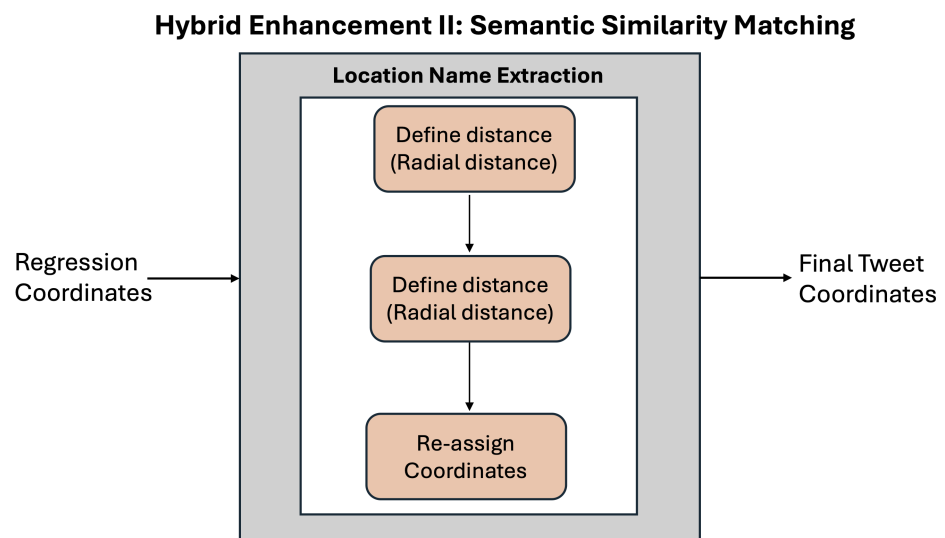 Hybrid Enhancement II: Semantic Similarity Matching
Location Name Extraction
Define distance
(Radial distance)
Regression
Coordinates
Define distance
(Radial distance)
Final Tweet
Coordinates
Re-assign
Coordinates